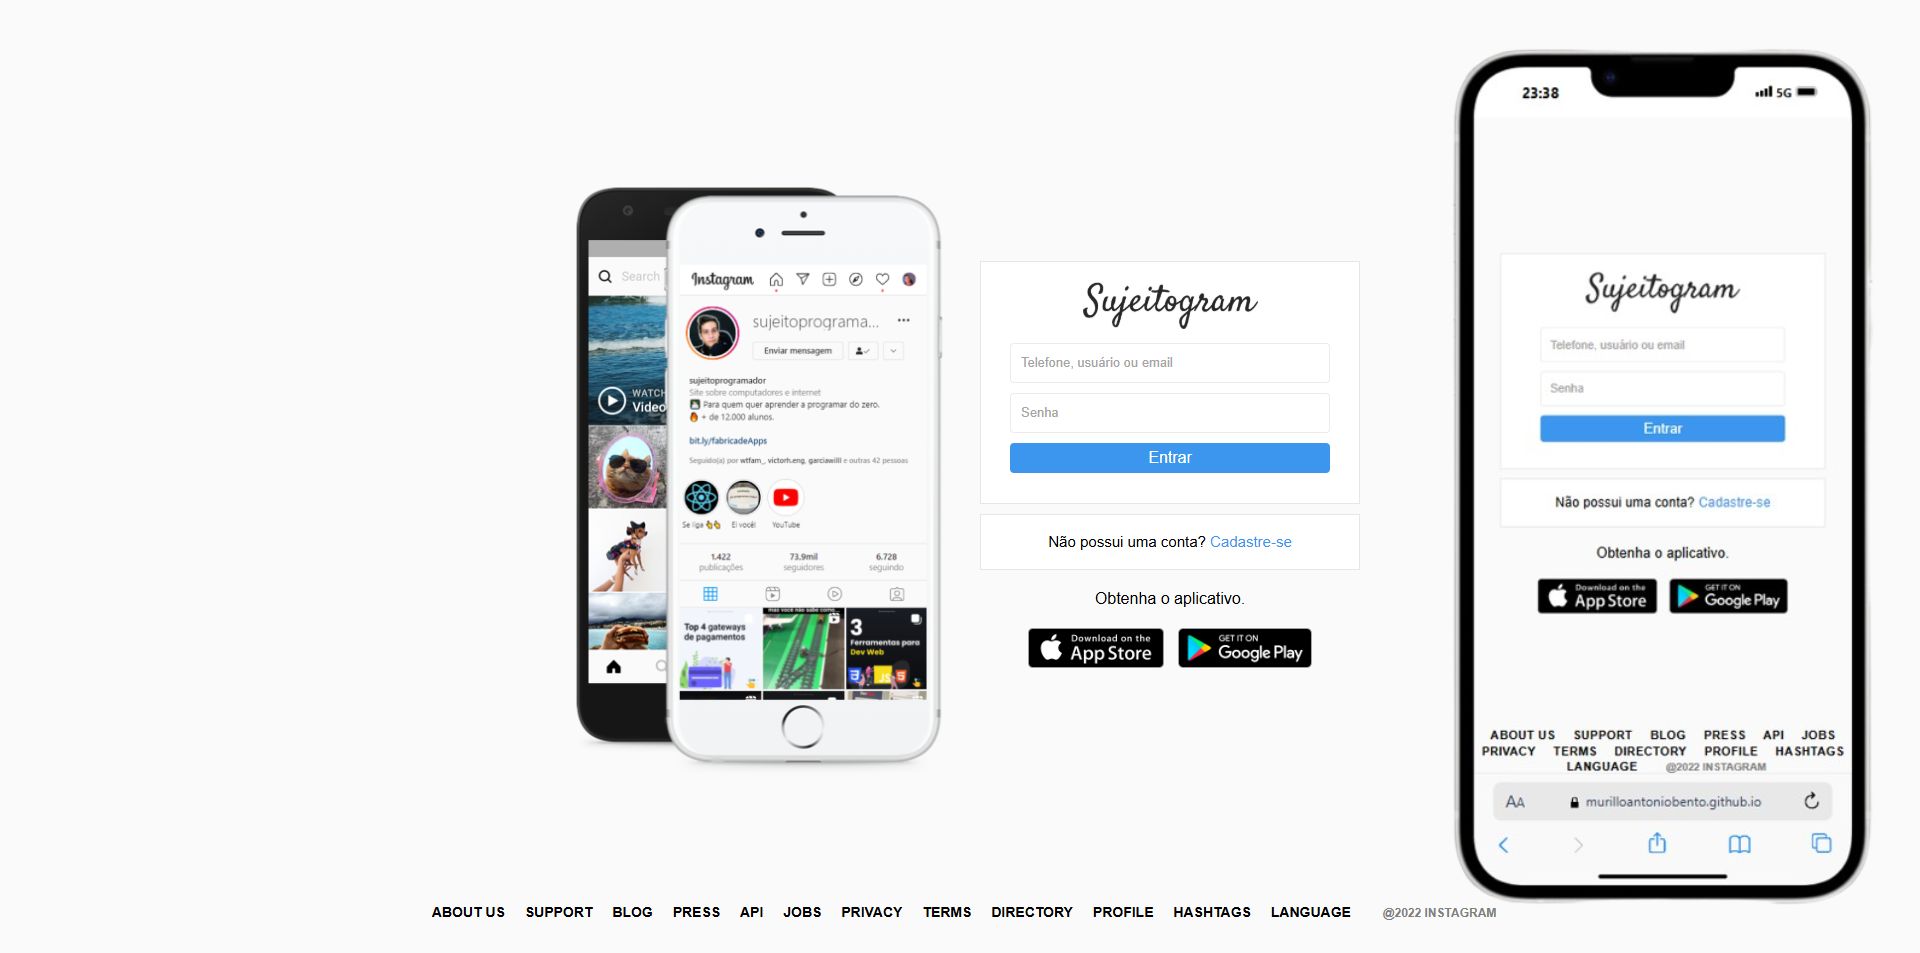 Search
WATCH
Video
Instagram
sujeitoprograma...
Enviar mensagem
sujeitoprogramador
Site sobre computadores e internet
Para quem quer aprender a programar do zero.
+ de 12.000 alunos.
bit.ly/fabricadeApps
Seguido(a) por wtfam_, victorh.eng, garciawilll e outras 42 pessoas
Se liga
Ei você!
YouTube
1.422 73,9mil 6.728
publicações seguidores seguindo
Top 4 gateways
de pagamentos
mas você não sabe como...
3
Ferramentas para
Dev Web
JS
Sujeitogram
Telefone, usuário ou email
Senha
Entrar
Não possui uma conta? Cadastre-se
Obtenha o aplicativo.
Download on the
App Store
GET IT ON
Google Play
23:38
5G
Sujeitogram
Telefone, usuário ou email
Senha
Entrar
Não possui uma conta? Cadastre-se
Obtenha o aplicativo.
Download on the
App Store
GET IT ON
Google Play
ABOUT US SUPPORT BLOG PRESS API JOBS
PRIVACY TERMS DIRECTORY PROFILE HASHTAGS
LANGUAGE @2022 INSTAGRAM
AA murilloantoniobento.github.io
ABOUT US SUPPORT BLOG PRESS API JOBS PRIVACY TERMS DIRECTORY PROFILE HASHTAGS LANGUAGE @2022 INSTAGRAM